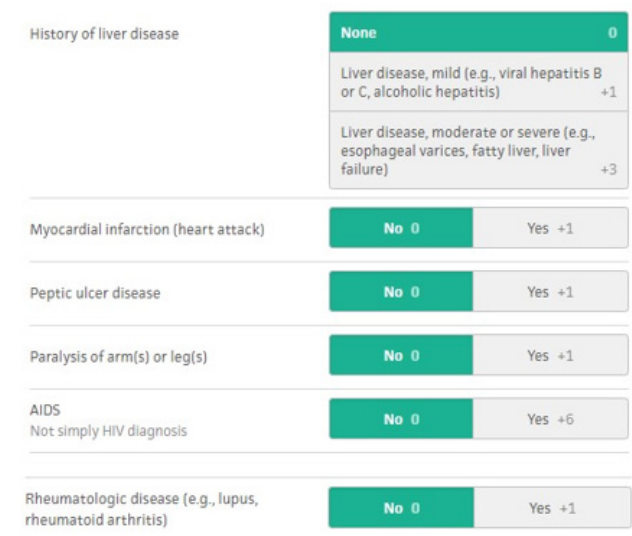 History of liver disease
None 0
Liver disease, mild (e.g., viral hepatitis B
or C, alcoholic hepatitis) +1
Liver disease, moderate or severe (e.g.,
esophageal varices, fatty liver, liver
failure) +3
Myocardial infarction (heart attack) No 0 Yes +1
Peptic ulcer disease No 0 Yes +1
Paralysis of arm(s) or leg(s) No 0 Yes +1
AIDS
Not simply HIV diagnosis
No 0 Yes +6
Rheumatologic disease (e.g., lupus,
rheumatoid arthritis)
No 0 Yes +1